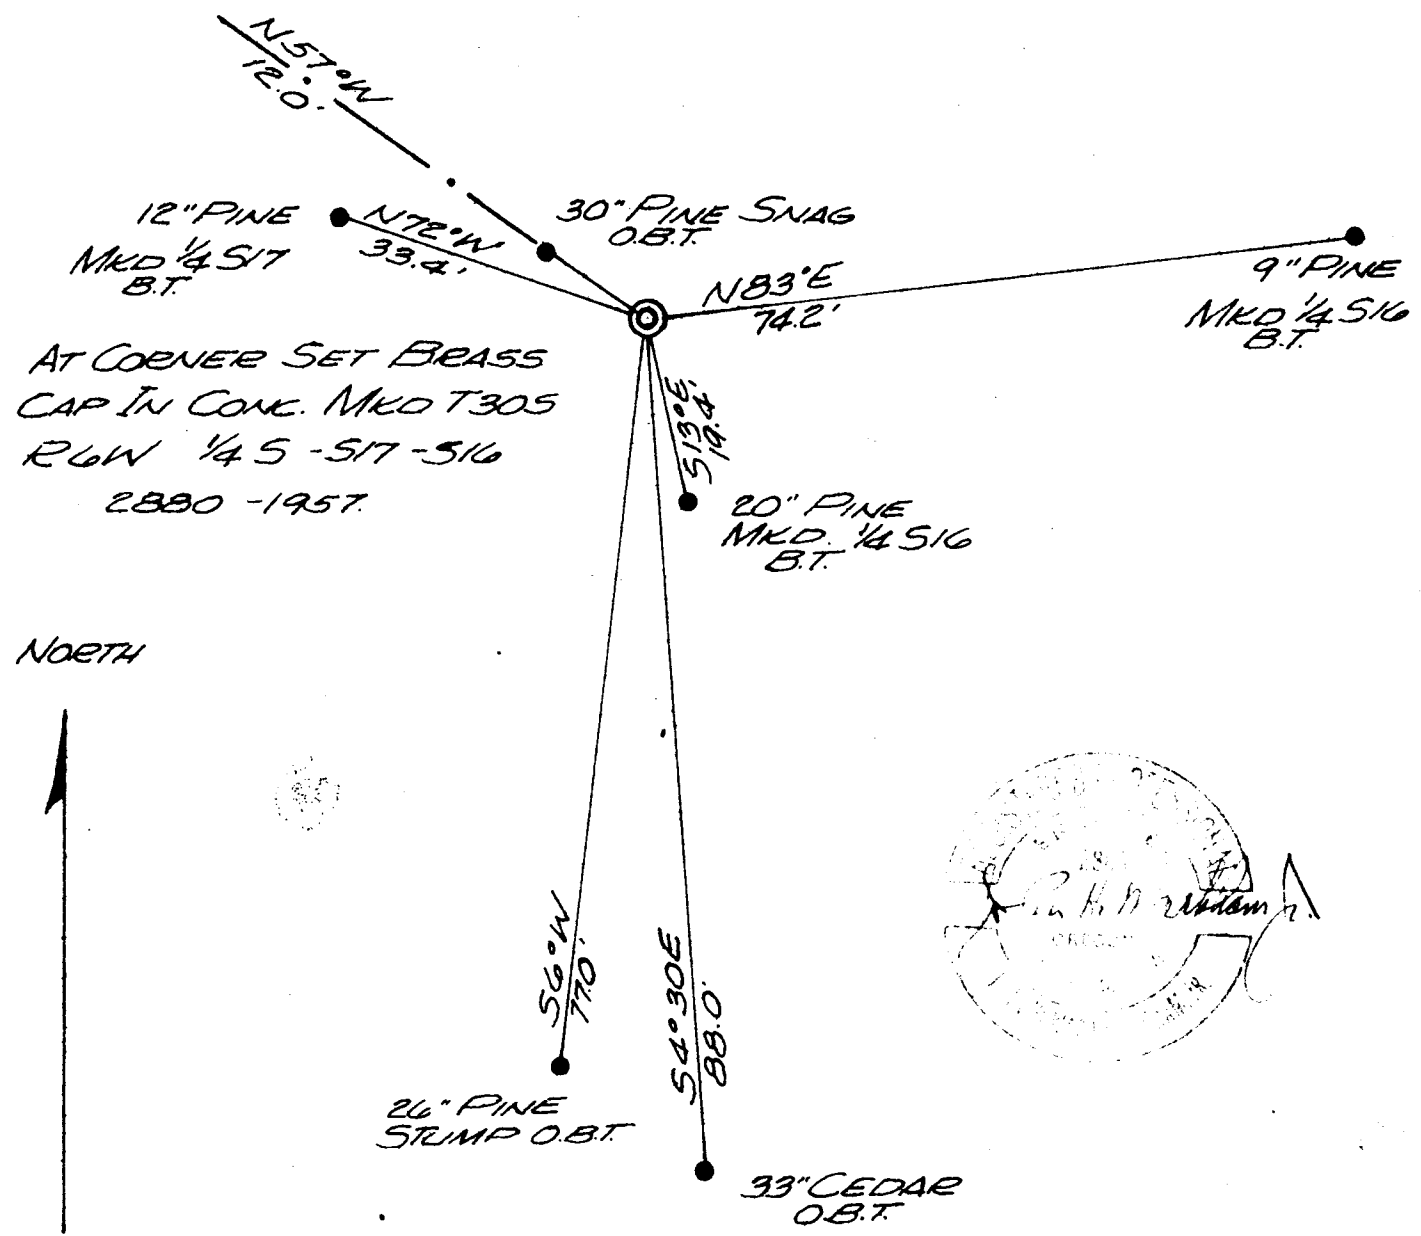 N57°W
12.0'
12" PINE
MKD 1/4 S17
B.T.
N72°W
33.4'
30" PINE SNAG
O.B.T.
N83°E
74.2'
9" PINE
MKD 1/4 S16
B.T.
AT CORNER SET BRASS
CAP IN CONC. MKD T30S
R6W 1/4 S -S17 -S16
2880 -1957.
S13°E
19.4'
20" PINE
MKD. 1/4 S16
B.T.
NORTH
S6°W
77.0'
26" PINE
STUMP O.B.T.
S4°30E
88.0'
33" CEDAR
O.B.T.
OREGON